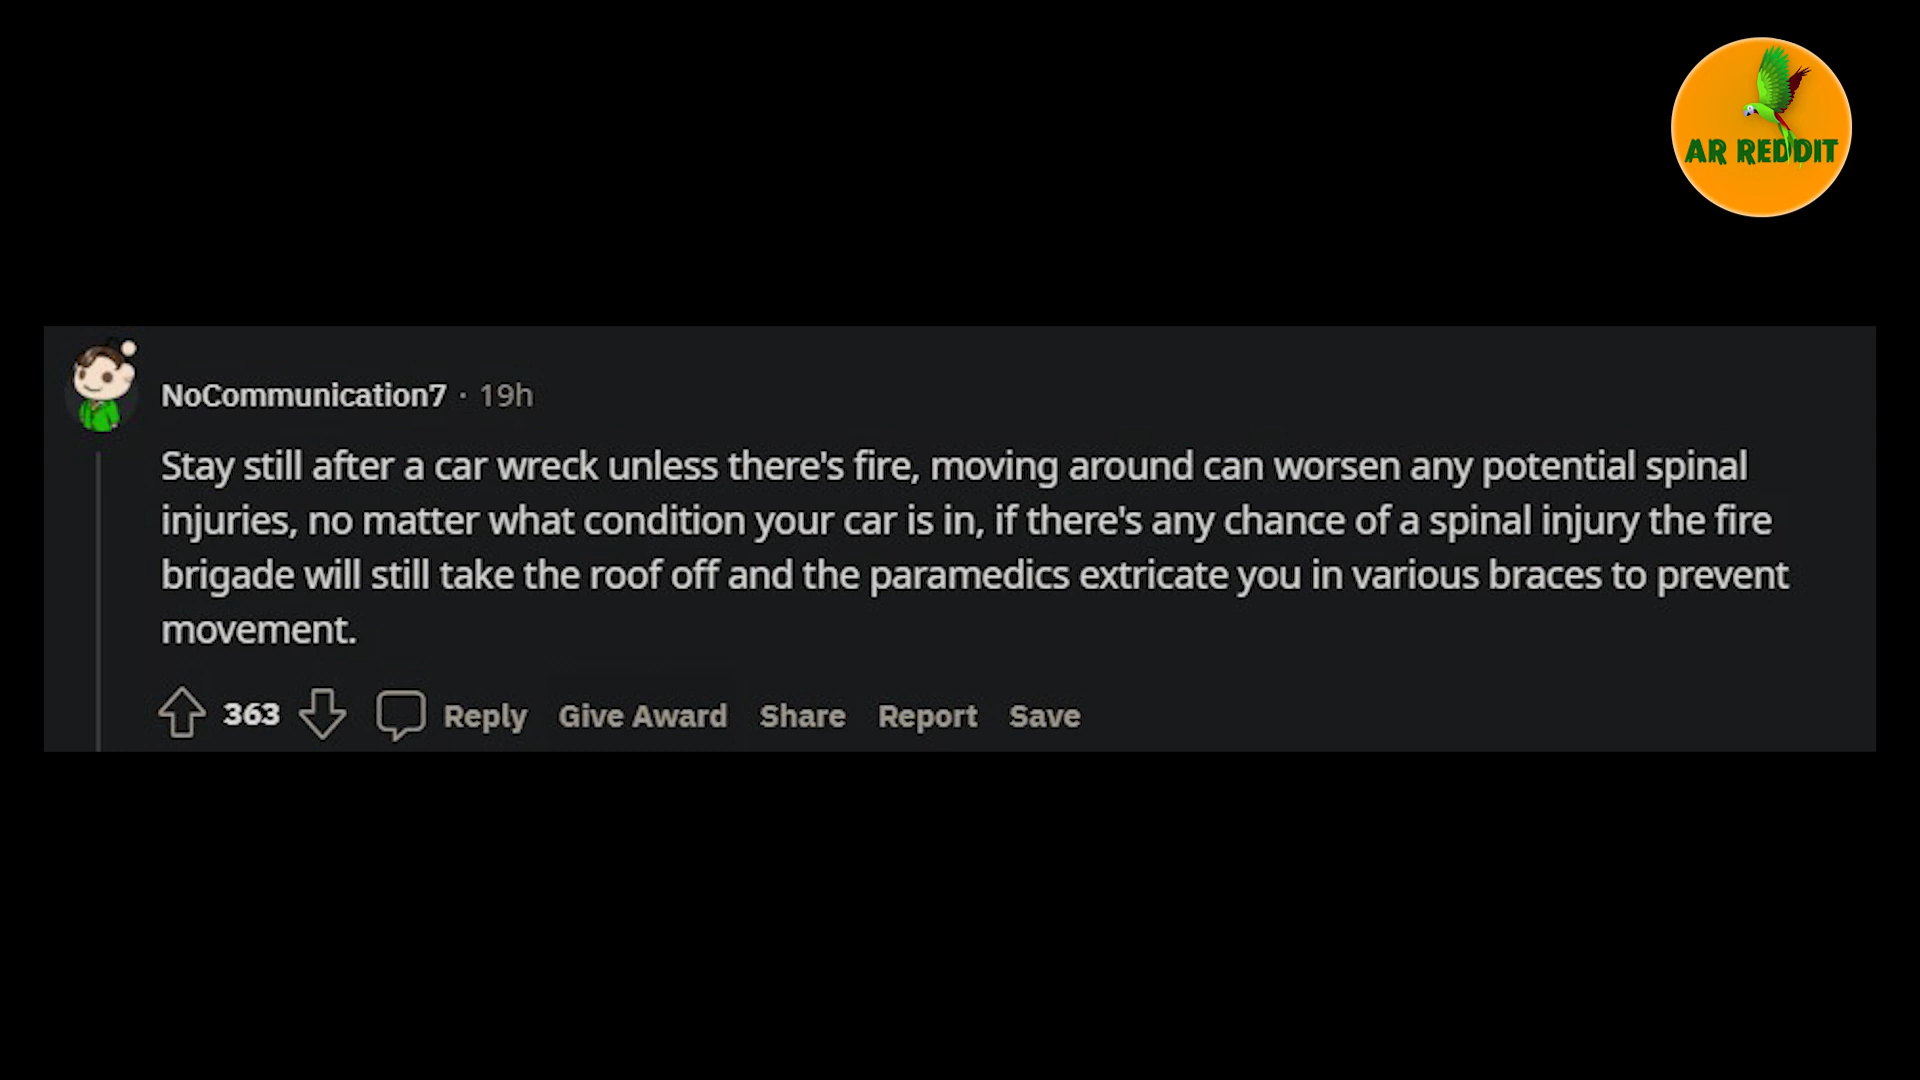 AR REDDIT
NoCommunication7 · 19h
Stay still after a car wreck unless there's fire, moving around can worsen any potential spinal
injuries, no matter what condition your car is in, if there's any chance of a spinal injury the fire
brigade will still take the roof off and the paramedics extricate you in various braces to prevent
movement.
363 Reply Give Award Share Report Save